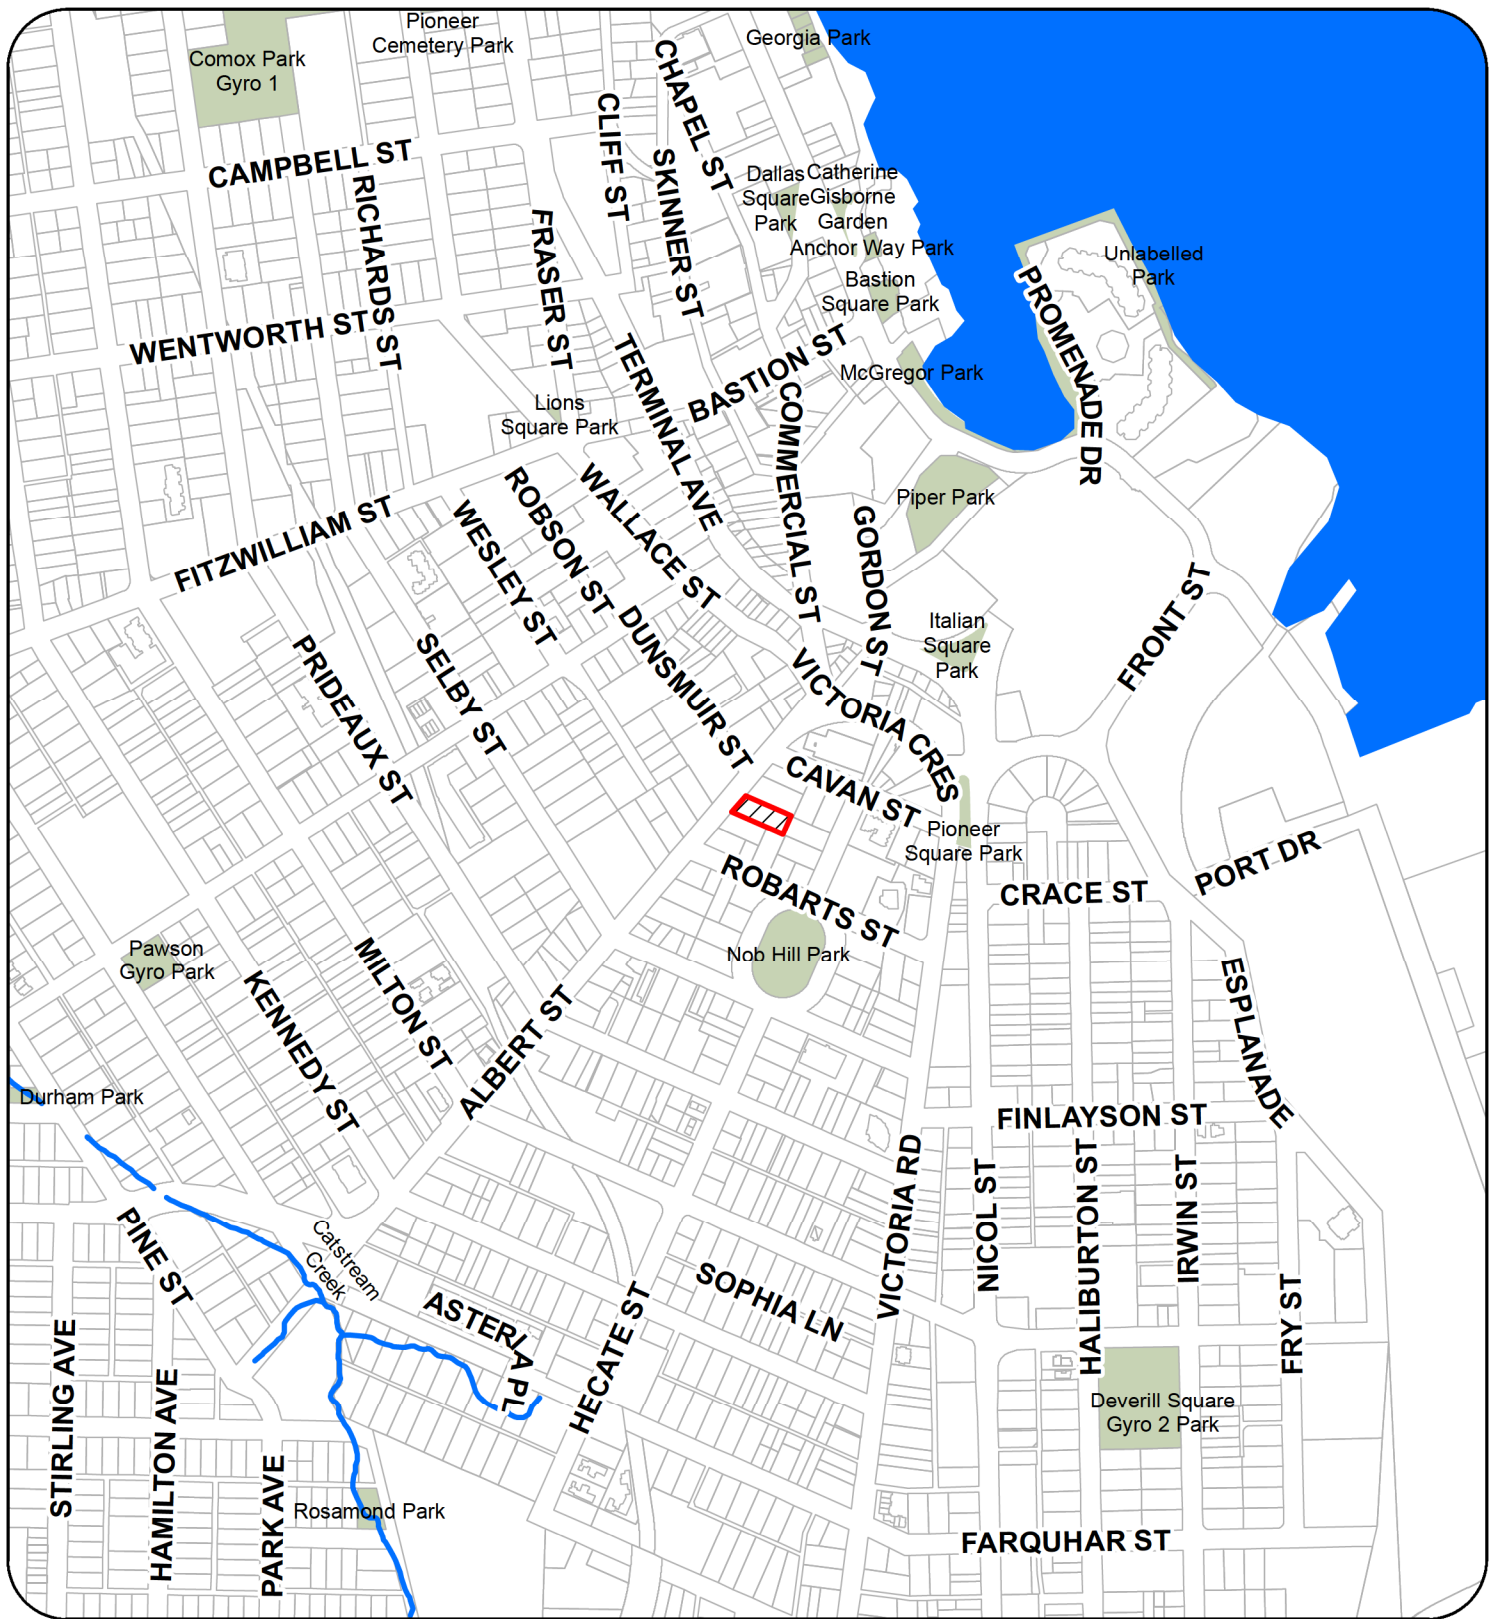 Pioneer
Cemetery Park
Georgia Park
Comox Park
Gyro 1
CHAPEL ST
CLIFF ST
CAMPBELL ST
SKINNER ST
RICHARDS ST
Dallas
Square
Park
Catherine
Gisborne
Garden
Anchor Way Park
FRASER ST
Unlabelled
Park
Bastion
Square Park
PROMENADE DR
WENTWORTH ST
TERMINAL AVE
BASTION ST
McGregor Park
COMMERCIAL ST
Lions
Square Park
WALLACE ST
ROBSON ST
Piper Park
WESLEY ST
FITZWILLIAM ST
GORDON ST
FRONT ST
DUNSMUIR ST
Italian
Square
Park
PRIDEAUX ST
SELBY ST
VICTORIA CRES
CAVAN ST
Pioneer
Square Park
PORT DR
ROBARTS ST
CRACE ST
Pawson
Gyro Park
Nob Hill Park
MILTON ST
KENNEDY ST
ESPLANADE
ALBERT ST
Durham Park
FINLAYSON ST
VICTORIA RD
NICOL ST
HALIBURTON ST
IRWIN ST
PINE ST
Catstream
Creek
SOPHIA LN
ASTERIA PL
HECATE ST
FRY ST
STIRLING AVE
HAMILTON AVE
Deverill Square
Gyro 2 Park
PARK AVE
Rosamond Park
FARQUHAR ST